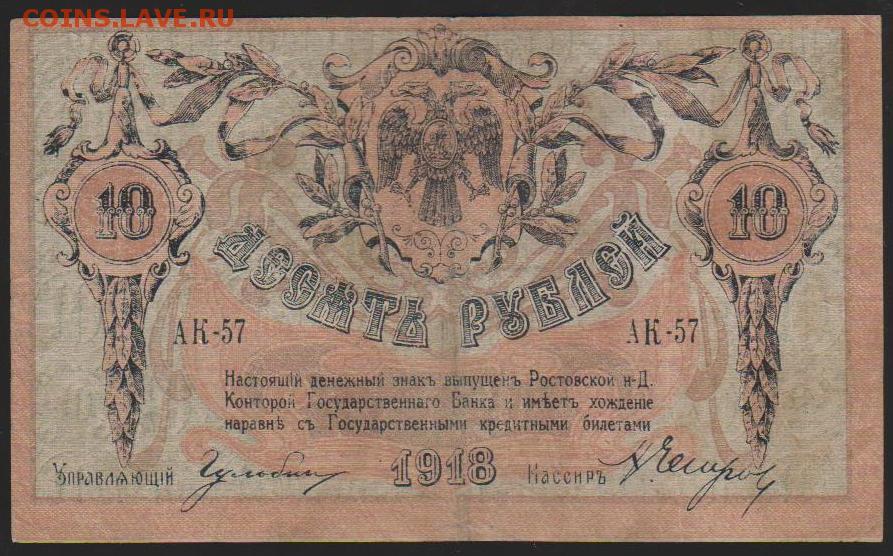 COINS.LAVE.RU
10 10
ДЕСЯТЬ РУБЛЕЙ
АК-57 АК-57
Настоящій денежный знакъ выпущенъ Ростовской н-Д.
Конторой Государственнаго Банка и имѣетъ хожденіе
наравнѣ съ Государственными кредитными билетами
Управляющій 1918 Кассиръ